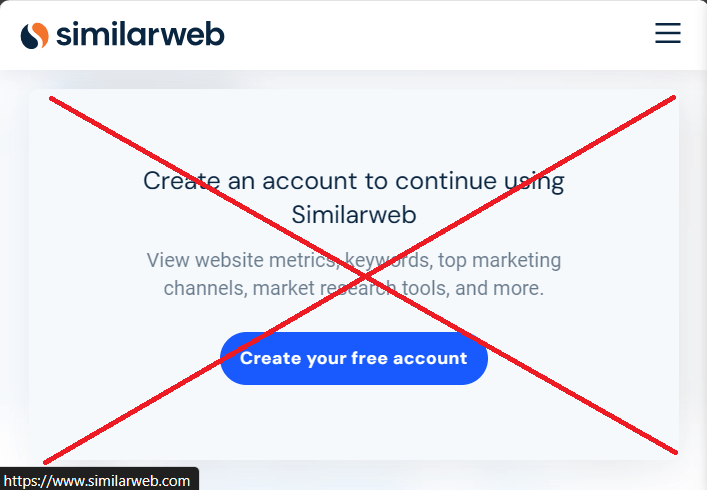 similarweb
Create an account to continue using
Similarweb
View website metrics, keywords, top marketing
channels, market research tools, and more.
Create your free account
https://www.similarweb.com